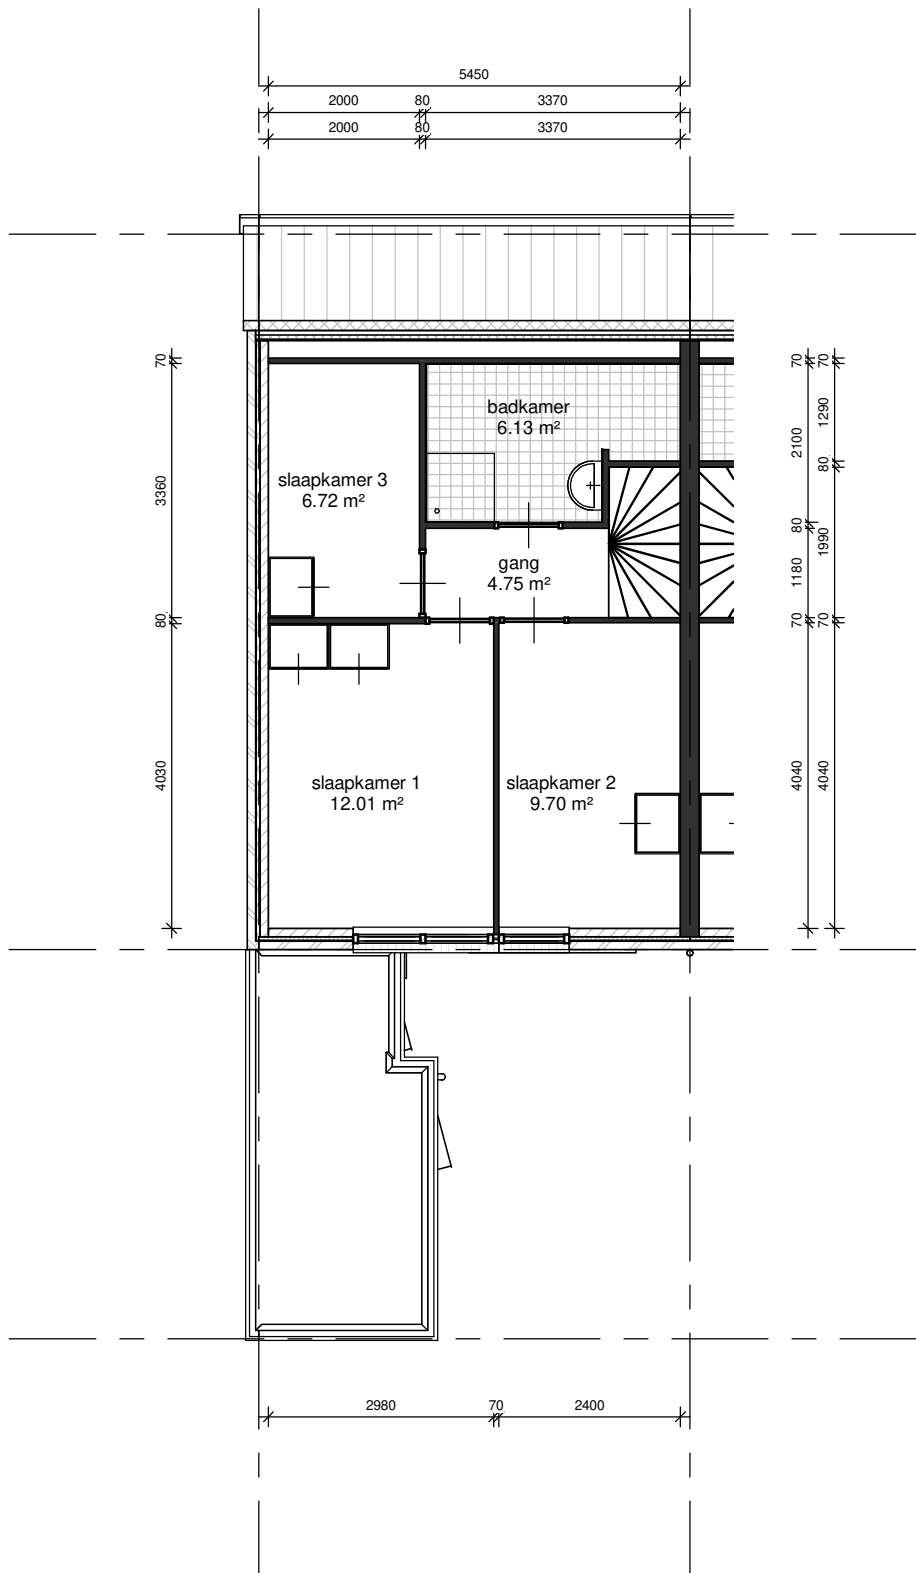 5450
2000 80 3370
2000 80 3370
badkamer
6.13 m²
slaapkamer 3
6.72 m²
gang
4.75 m²
slaapkamer 1
12.01 m²
slaapkamer 2
9.70 m²
70
3360
80
4030
70
2100
80
1180
70
4040
70
1290
80
1990
70
4040
2980 70 2400